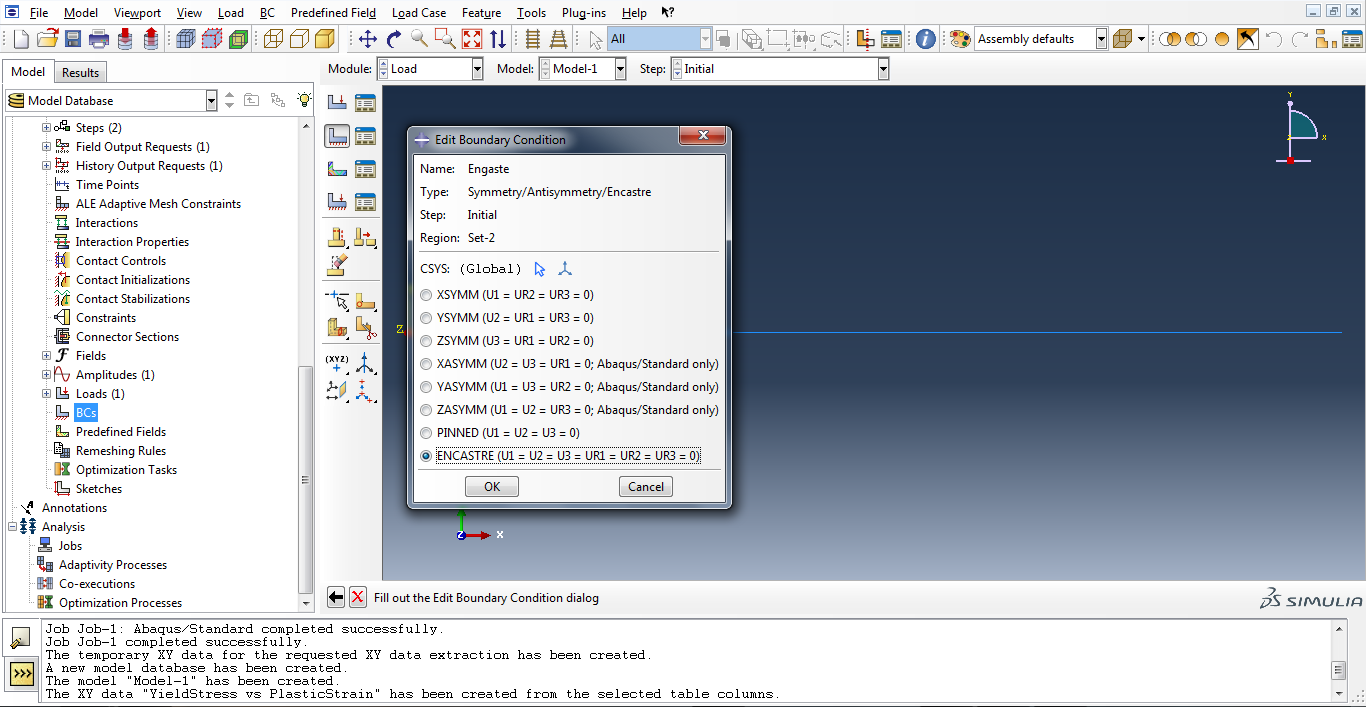 File Model Viewport View Load BC Predefined Field Load Case Feature Tools Plug-ins Help ?
All Assembly defaults
Model Results Module: Load Model: Model-1 Step: Initial
Model Database
Steps (2)
Field Output Requests (1)
History Output Requests (1)
Time Points
ALE Adaptive Mesh Constraints
Interactions
Interaction Properties
Contact Controls
Contact Initializations
Contact Stabilizations
Constraints
Connector Sections
Fields
Amplitudes (1)
Loads (1)
BCs
Predefined Fields
Remeshing Rules
Optimization Tasks
Sketches
Annotations
Analysis
Jobs
Adaptivity Processes
Co-executions
Optimization Processes
(XYZ)
Edit Boundary Condition
Name: Engaste
Type: Symmetry/Antisymmetry/Encastre
Step: Initial
Region: Set-2
CSYS: (Global)
XSYMM (U1 = UR2 = UR3 = 0)
YSYMM (U2 = UR1 = UR3 = 0)
ZSYMM (U3 = UR1 = UR2 = 0)
XASYMM (U2 = U3 = UR1 = 0; Abaqus/Standard only)
YASYMM (U1 = U3 = UR2 = 0; Abaqus/Standard only)
ZASYMM (U1 = U2 = UR3 = 0; Abaqus/Standard only)
PINNED (U1 = U2 = U3 = 0)
ENCASTRE (U1 = U2 = U3 = UR1 = UR2 = UR3 = 0)
OK Cancel
Y
X
Z
Z X
Fill out the Edit Boundary Condition dialog
SIMULIA
Job Job-1: Abaqus/Standard completed successfully.
Job Job-1 completed successfully.
The temporary XY data for the requested XY data extraction has been created.
A new model database has been created.
The model "Model-1" has been created.
The XY data "YieldStress vs PlasticStrain" has been created from the selected table columns.